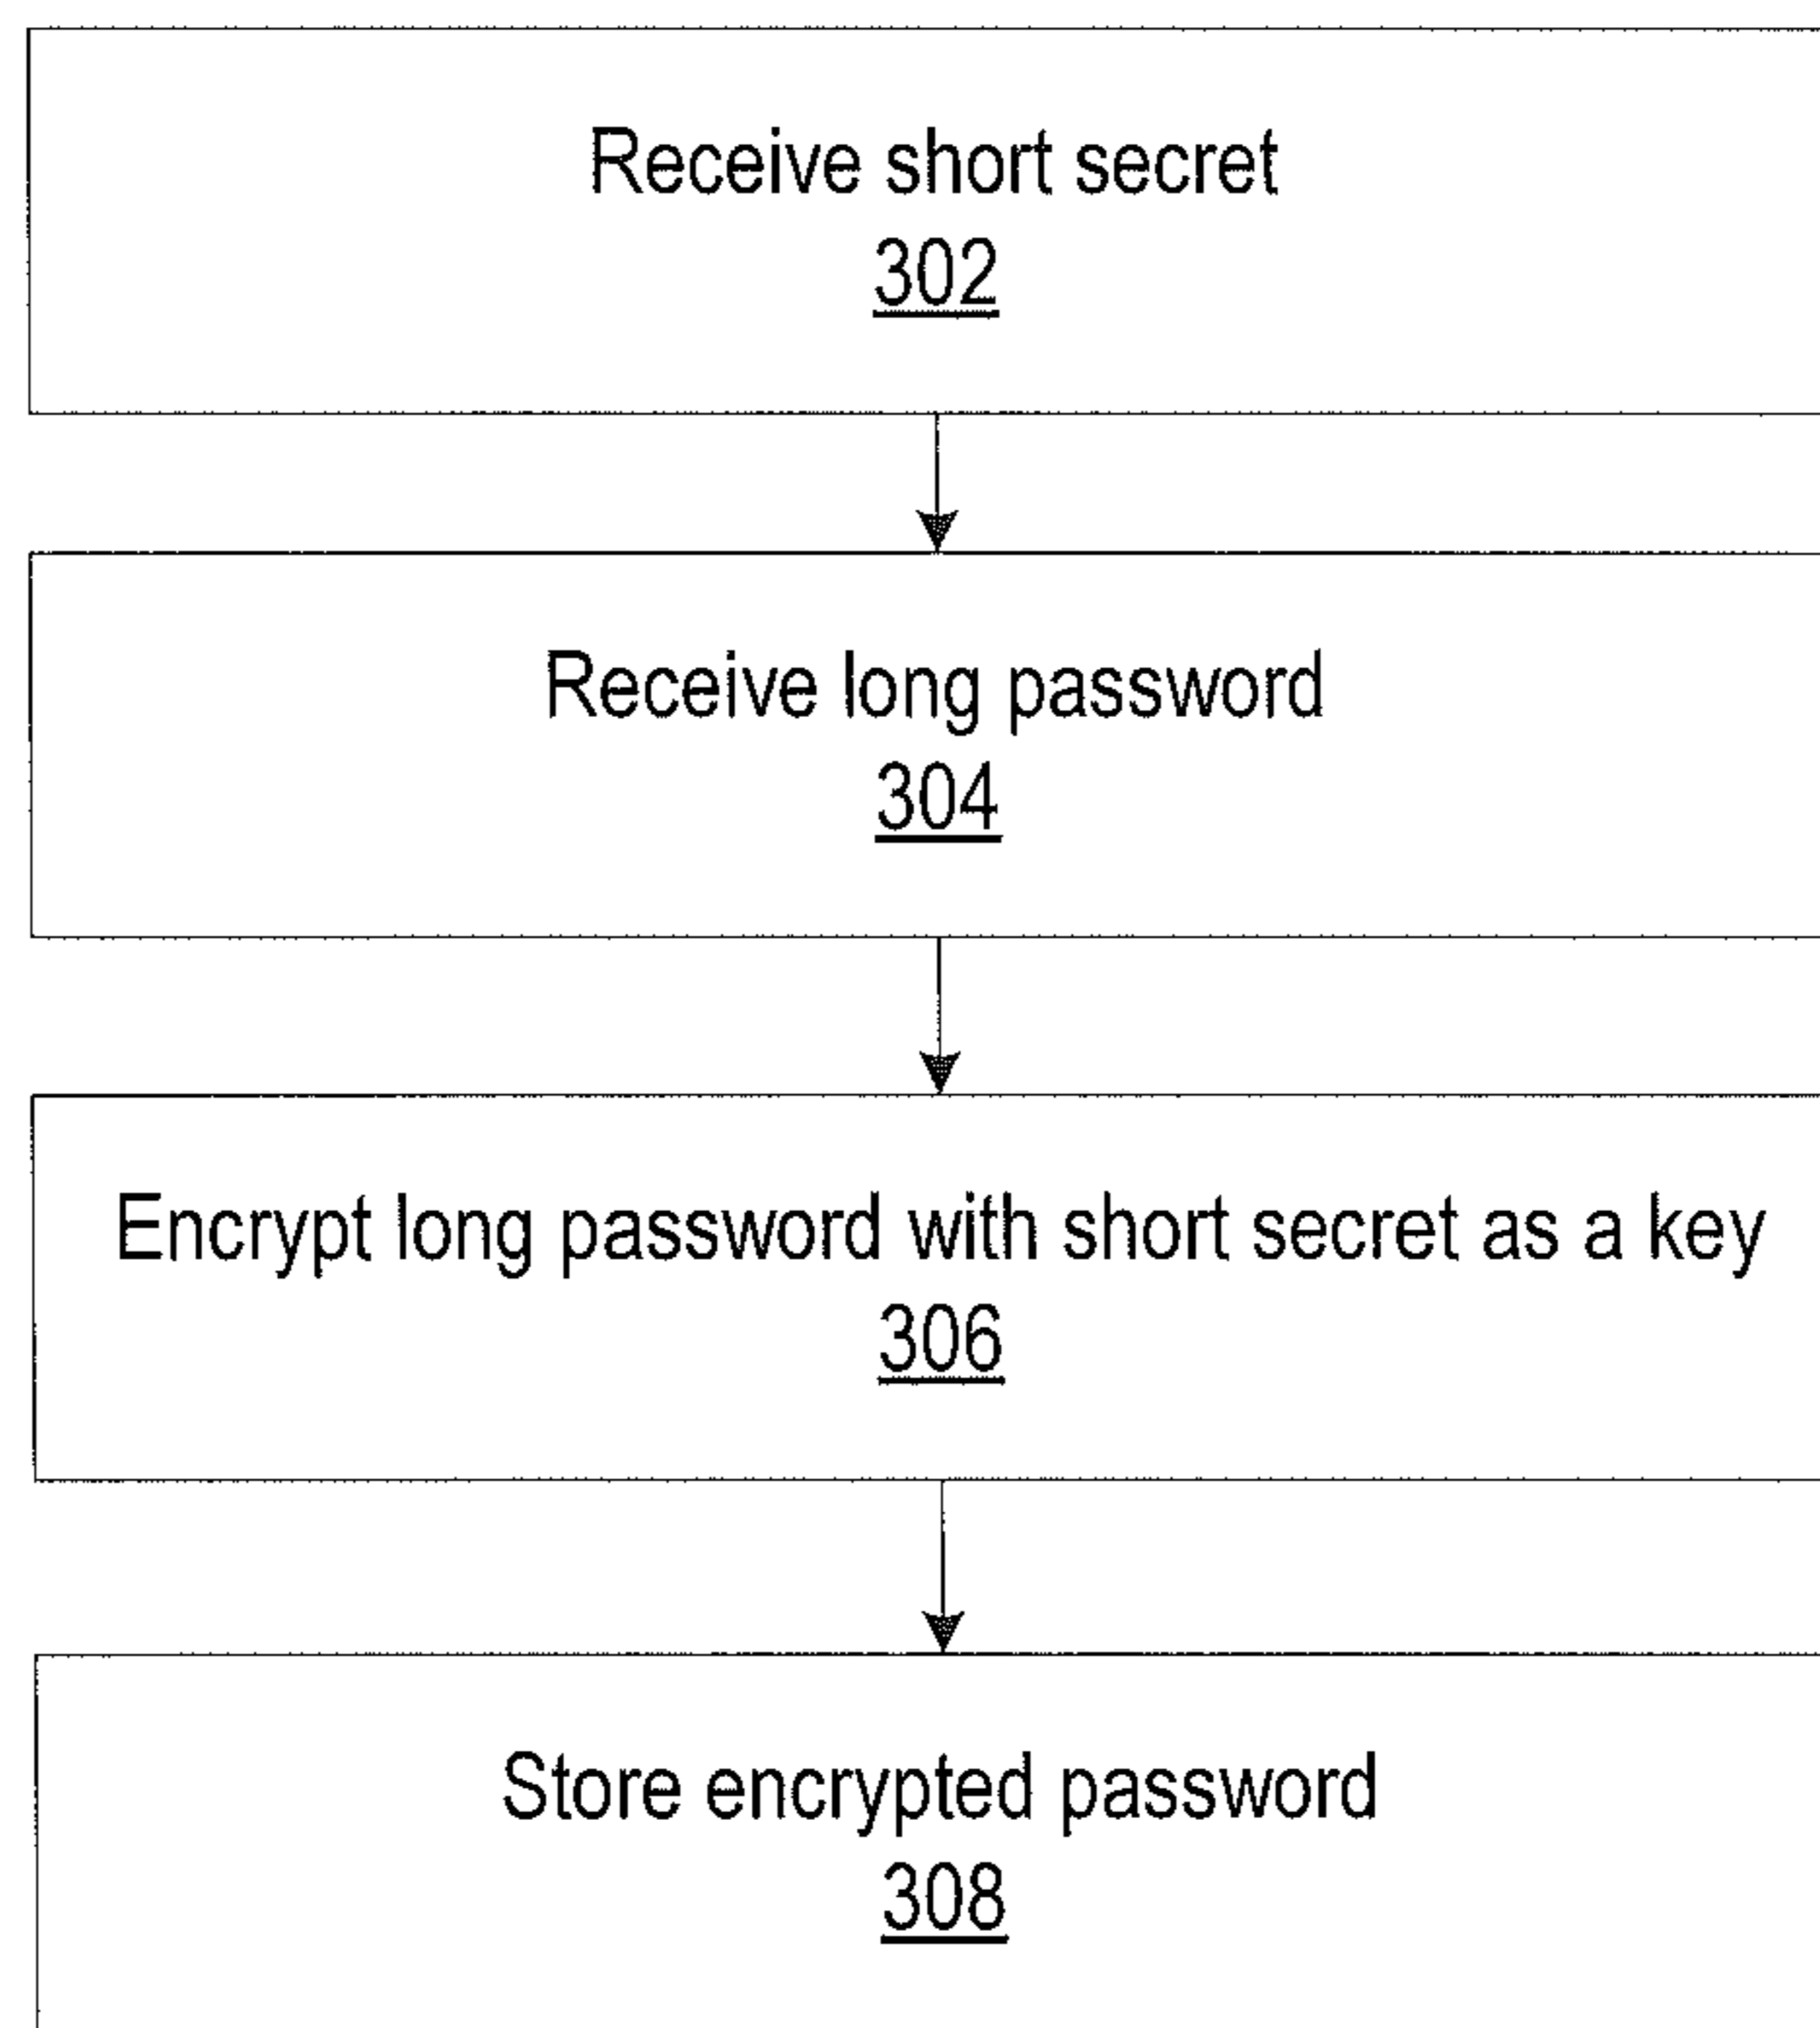 Receive short secret
302
Receive long password
304
Encrypt long password with short secret as a key
306
Store encrypted password
308